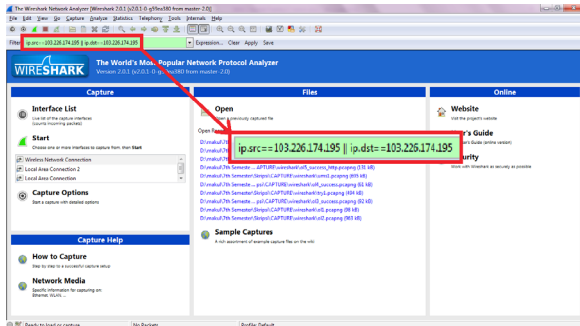 The Wireshark Network Analyzer [Wireshark 2.0.1 (v2.0.1-0-g59ea380 from master-2.0)]
File Edit View Go Capture Analyze Statistics Telephony Tools Internals Help
Filter: ip.src==103.226.174.195 || ip.dst==103.226.174.195 Expression... Clear Apply Save
WIRESHARK
The World's Most Popular Network Protocol Analyzer
Version 2.0.1 (v2.0.1-0-g59ea380 from master-2.0)
Capture
Interface List
Live list of the capture interfaces
(counts incoming packets)
Start
Choose one or more interfaces to capture from, then Start
Wireless Network Connection
Local Area Connection 2
Local Area Connection
Capture Options
Start a capture with detailed options
Capture Help
How to Capture
Step by step to a successful capture setup
Network Media
Specific information for capturing on:
Ethernet, WLAN, ...
Files
Open
Open a previously captured file
Open
ip.src==103.226.174.195 || ip.dst==103.226.174.195
Sample Captures
A rich assortment of example capture files on the wiki
Online
Website
Visit the project's website
User's Guide
Guide (online version)
Security
Work with Wireshark as securely as possible
Ready to load or capture
No Packets
Profile: Default